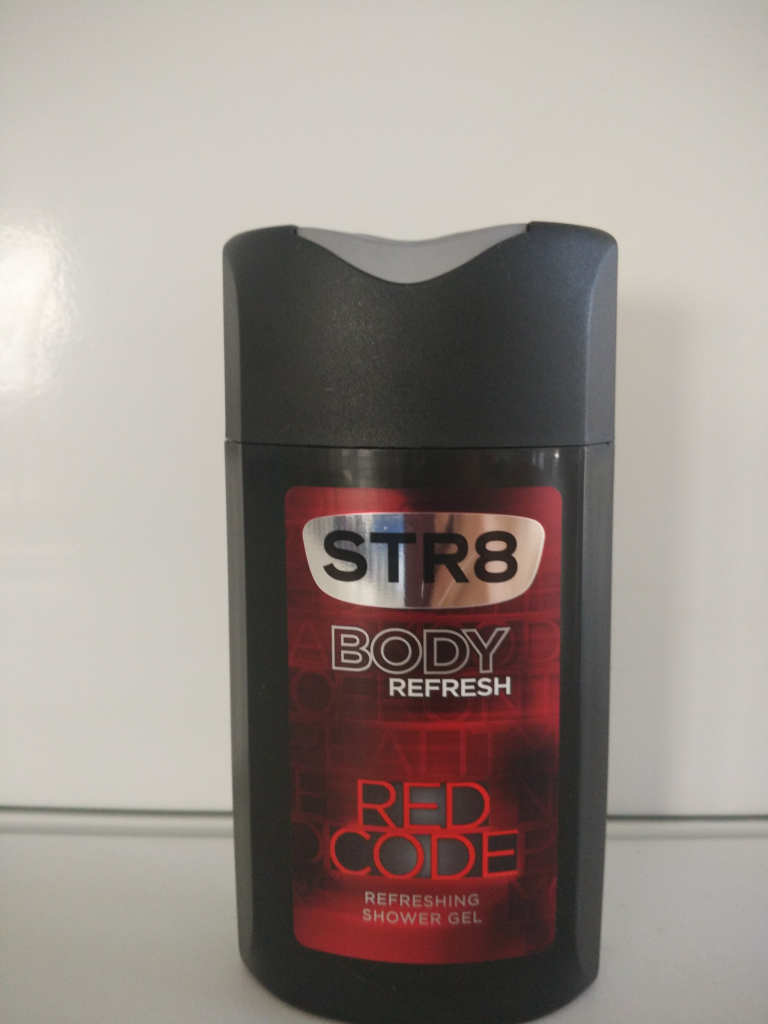 STR8
BODY
REFRESH
RED
CODE
REFRESHING
SHOWER GEL